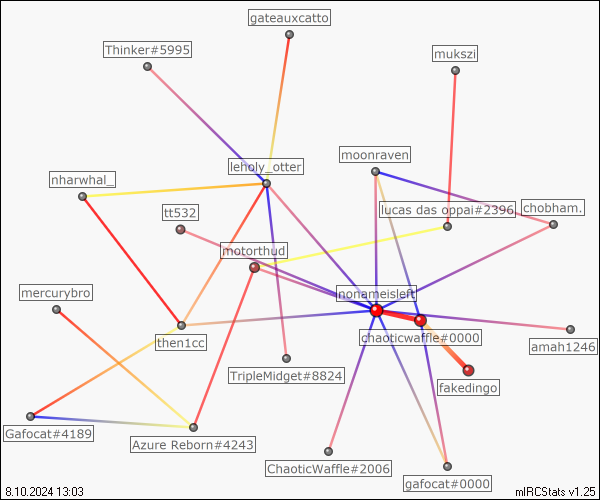 gateauxcatto
Thinker#5995
mukszi
moonraven
leholy_otter
nharwhal_
tt532
lucas das oppai#2396
chobham.
motorthud
mercurybro
nonameisleft
then1cc
chaoticwaffle#0000
amah1246
TripleMidget#8824
fakedingo
Gafocat#4189
Azure Reborn#4243
ChaoticWaffle#2006
gafocat#0000
8.10.2024 13:03
mIRCStats v1.25